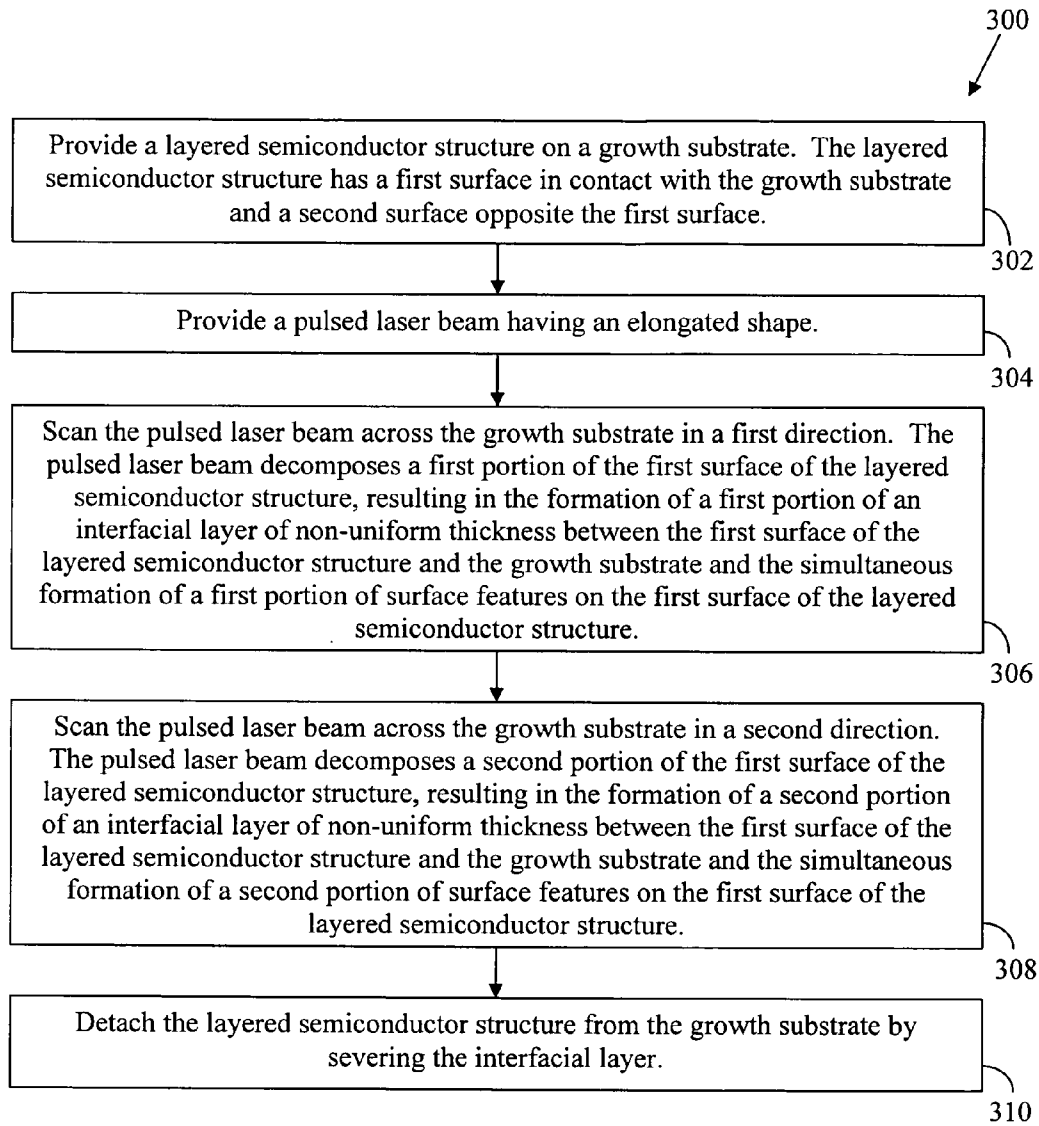 300
Provide a layered semiconductor structure on a growth substrate. The layered
semiconductor structure has a first surface in contact with the growth substrate
and a second surface opposite the first surface.
302
Provide a pulsed laser beam having an elongated shape.
304
Scan the pulsed laser beam across the growth substrate in a first direction. The
pulsed laser beam decomposes a first portion of the first surface of the layered
semiconductor structure, resulting in the formation of a first portion of an
interfacial layer of non-uniform thickness between the first surface of the
layered semiconductor structure and the growth substrate and the simultaneous
formation of a first portion of surface features on the first surface of the layered
semiconductor structure.
306
Scan the pulsed laser beam across the growth substrate in a second direction.
The pulsed laser beam decomposes a second portion of the first surface of the
layered semiconductor structure, resulting in the formation of a second portion
of an interfacial layer of non-uniform thickness between the first surface of the
layered semiconductor structure and the growth substrate and the simultaneous
formation of a second portion of surface features on the first surface of the
layered semiconductor structure.
308
Detach the layered semiconductor structure from the growth substrate by
severing the interfacial layer.
310